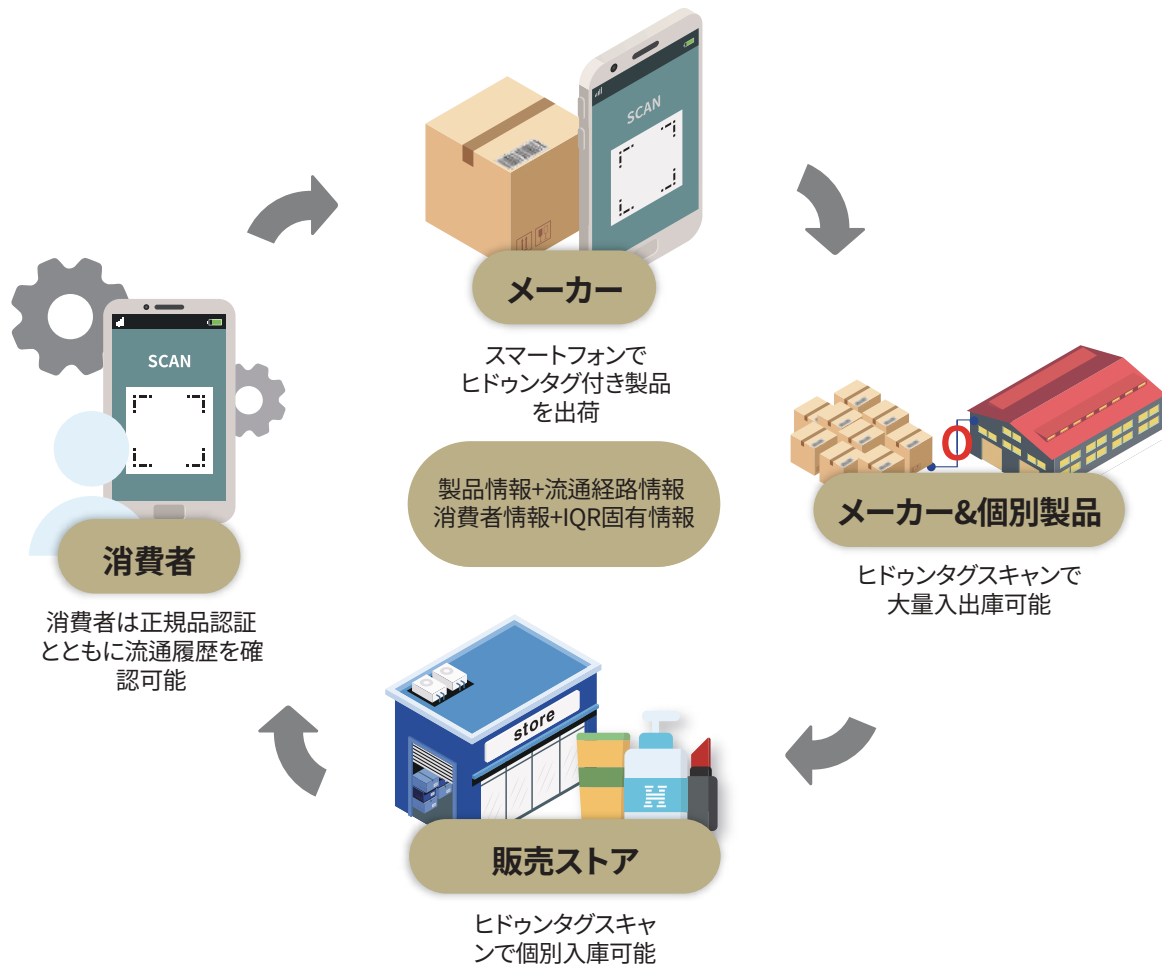 SCAN
メーカー
スマートフォンで
ヒドゥンタグ付き製品
を出荷
SCAN
消費者
消費者は正規品認証
とともに流通履歴を確
認可能
製品情報+流通経路情報
消費者情報+IQR固有情報
メーカー&個別製品
ヒドゥンタグスキャンで
大量入出庫可能
store
販売ストア
ヒドゥンタグスキャ
ンで個別入庫可能